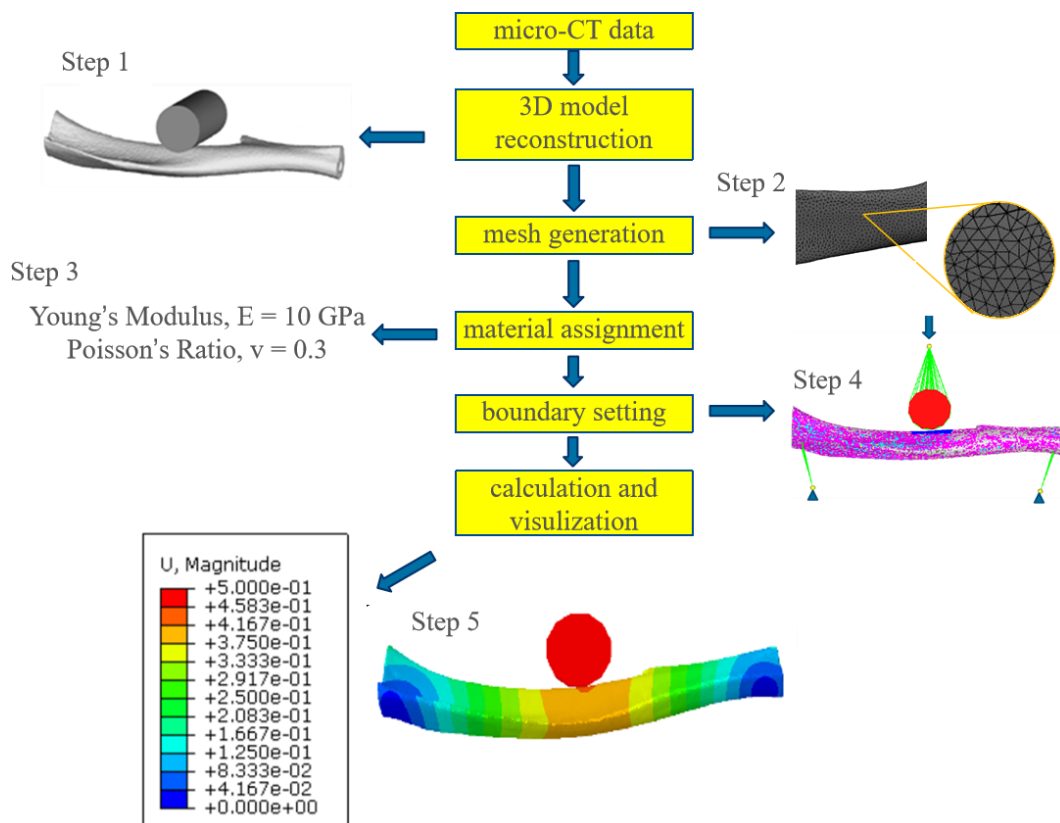 micro-CT data
Step 1
3D model
reconstruction
Step 2
mesh generation
Step 3
Young's Modulus, E = 10 GPa
Poisson's Ratio, v = 0.3
material assignment
Step 4
boundary setting
calculation and
visulization
U, Magnitude
+5.000e-01
+4.583e-01
+4.167e-01
+3.750e-01
+3.333e-01
+2.917e-01
+2.500e-01
+2.083e-01
+1.667e-01
+1.250e-01
+8.333e-02
+4.167e-02
+0.000e+00
Step 5